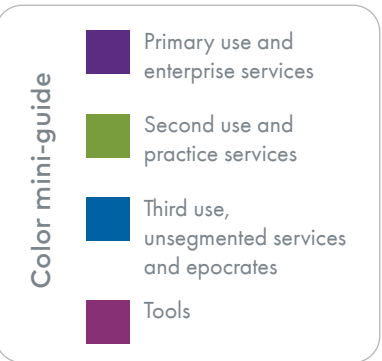 Color mini-guide
Primary use and
enterprise services
Second use and
practice services
Third use,
unsegmented services
and epocrates
Tools